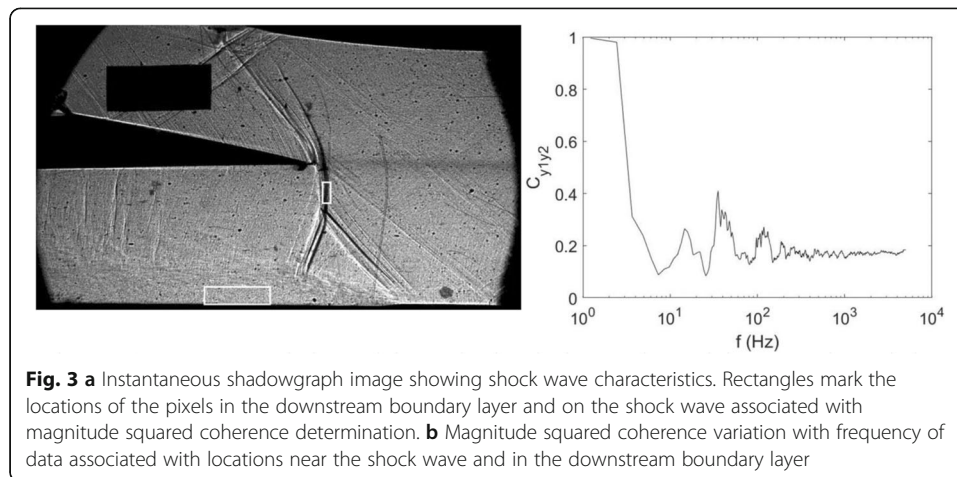 1
0.8
0.6
0.4
0.2
0
C_y1y2
10^0 10^1 10^2 10^3 10^4
f (Hz)
Fig. 3 a Instantaneous shadowgraph image showing shock wave characteristics. Rectangles mark the
locations of the pixels in the downstream boundary layer and on the shock wave associated with
magnitude squared coherence determination. b Magnitude squared coherence variation with frequency of
data associated with locations near the shock wave and in the downstream boundary layer